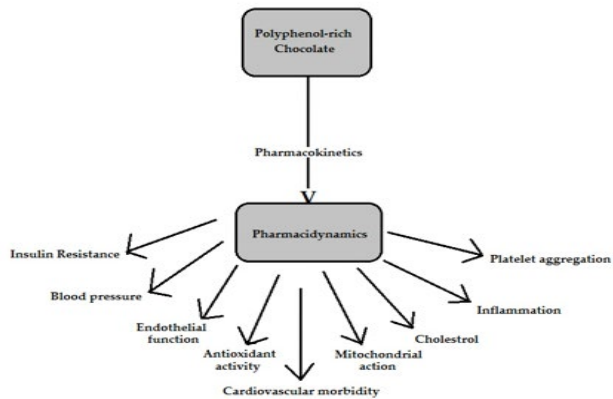 Polyphenol-rich
Chocolate
Pharmacokinetics
V
Pharmacidynamics
Insulin Resistance
Blood pressure
Endothelial
function
Antioxidant
activity
Cardiovascular morbidity
Mitochondrial
action
Cholestrol
Inflammation
Platelet aggregation